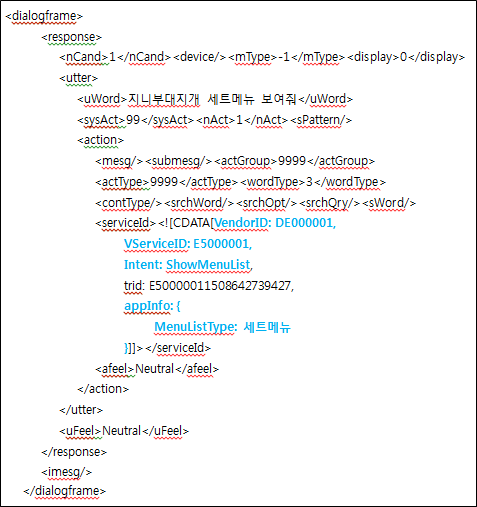 <dialogframe>
<response>
<nCand>1</nCand><device/><mType>-1</mType><display>0</display>
<utter>
<uWord>지니부대지개 세트메뉴 보여줘</uWord>
<sysAct>99</sysAct><nAct>1</nAct><sPattern/>
<action>
<mesg/><submesg/><actGroup>9999</actGroup>
<actType>9999</actType><wordType>3</wordType>
<contType/><srchWord/><srchOpt/><srchQry/><sWord/>
<serviceId><![CDATA[VendorID: DE000001,
VServiceID: E5000001,
Intent: ShowMenuList,
trid: E50000011508642739427,
appInfo: {
MenuListType: 세트메뉴
}]]></serviceId>
<afeel>Neutral</afeel>
</action>
</utter>
<uFeel>Neutral</uFeel>
</response>
<imesg/>
</dialogframe>